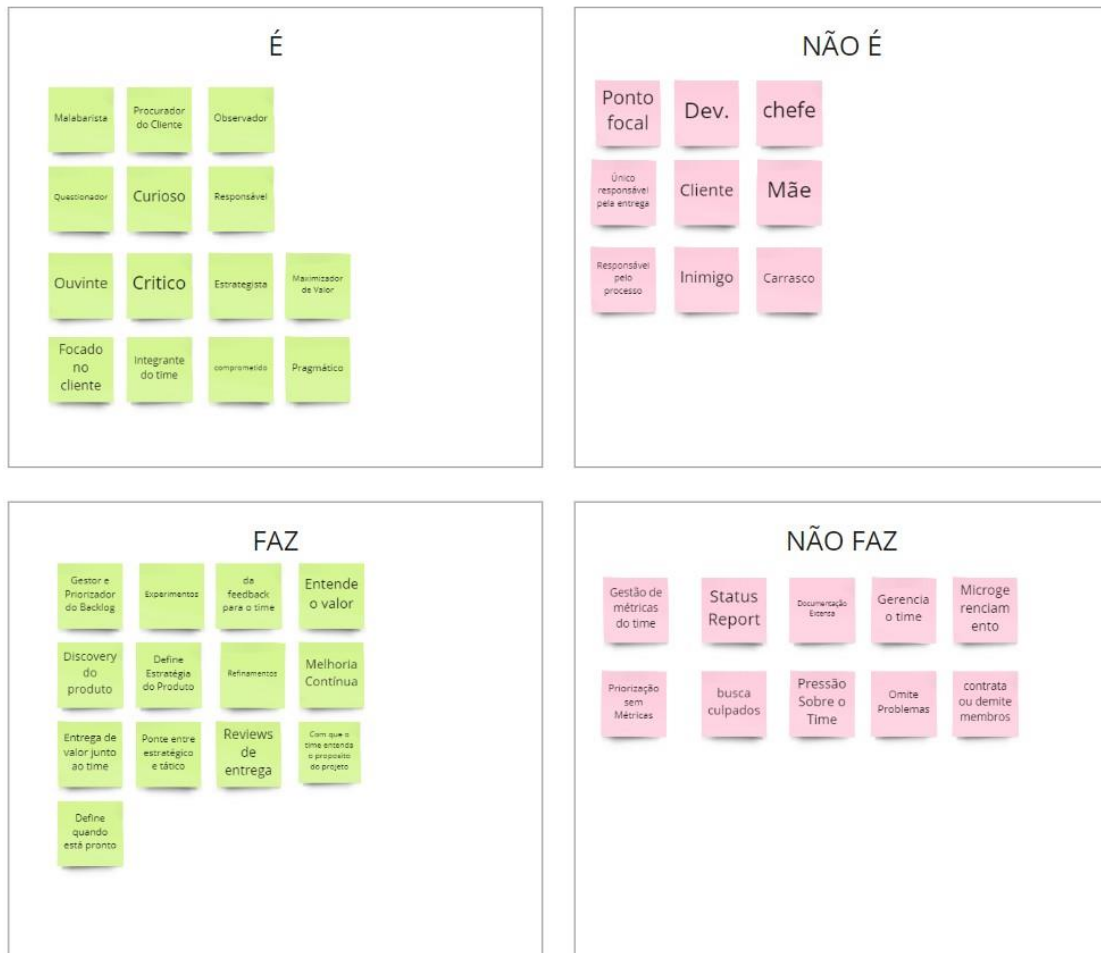 É
Malabarista
Procurador
do Cliente
Observador
Questionador
Curioso
Responsável
Ouvinte
Critico
Estrategista
Maximizador
de Valor
Focado
no
cliente
Integrante
do time
comprometido
Pragmático
NÃO É
Ponto
focal
Dev.
chefe
Único
responsável
pela entrega
Cliente
Mãe
Responsável
pelo
processo
Inimigo
Carrasco
FAZ
Gestor e
Priorizador
do Backlog
Experimentos
da
feedback
para o time
Entende
o valor
Discovery
do
produto
Define
Estratégia
do Produto
Refinamentos
Melhoria
Contínua
Entrega de
valor junto
ao time
Ponte entre
estratégico
e tático
Reviews
de
entrega
Com que o
time entenda
o proposito
do projeto
Define
quando
está pronto
NÃO FAZ
Gestão de
métricas
do time
Status
Report
Documentação
Extensa
Gerencia
o time
Microge
renciam
ento
Priorização
sem
Métricas
busca
culpados
Pressão
Sobre o
Time
Omite
Problemas
contrata
ou demite
membros